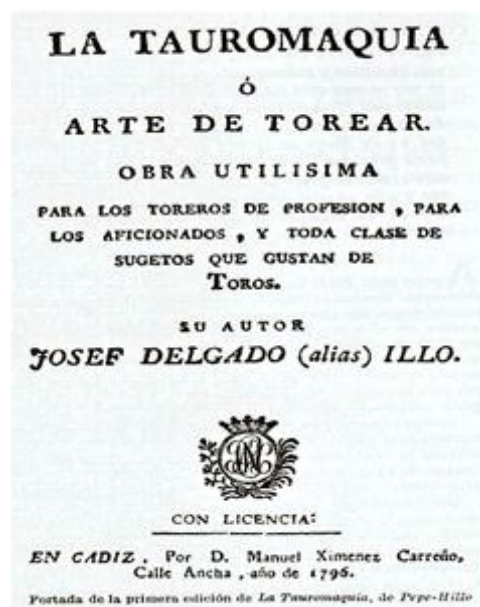 LA TAUROMAQUIA
Ó
ARTE DE TOREAR.
OBRA UTILISIMA
PARA LOS TOREROS DE PROFESION, PARA
LOS AFICIONADOS, Y TODA CLASE DE
SUGETOS QUE GUSTAN DE
TOROS.
SU AUTOR
JOSEF DELGADO (alias) ILLO.
CON LICENCIA:
EN CADIZ, Por D. Manuel Ximenez Carreño,
Calle Ancha, año de 1796.
Portada de la primera edición de La Tauromaquia, de Pepe-Hillo